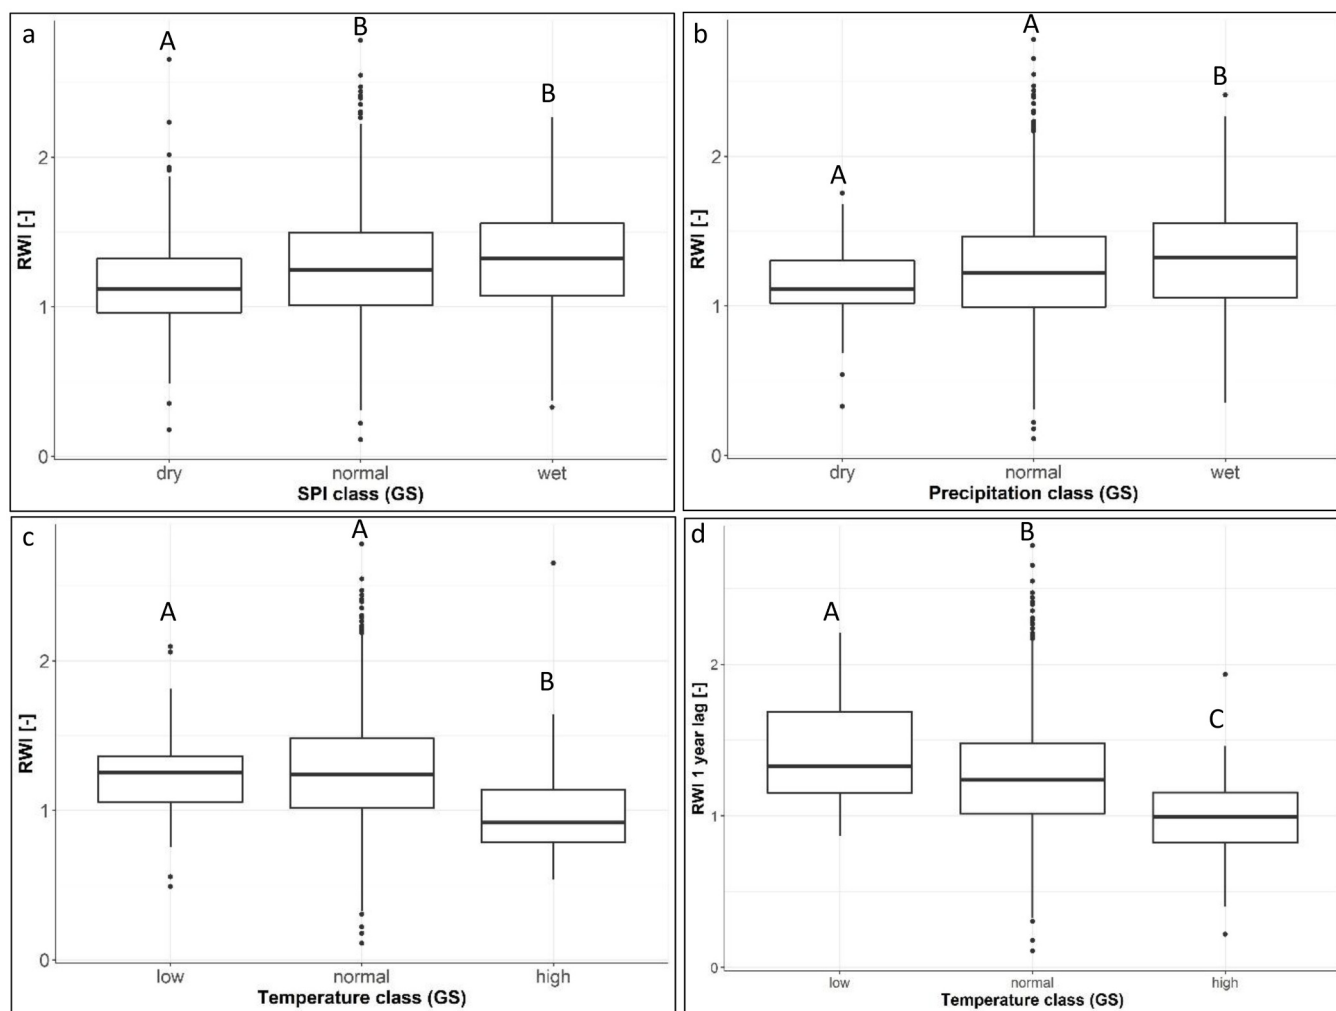 a
A
B
B
2
1
0
RWI [-]
dry
normal
wet
SPI class (GS)
b
A
A
B
2
1
0
RWI [-]
dry
normal
wet
Precipitation class (GS)
c
A
A
B
2
1
0
RWI [-]
low
normal
high
Temperature class (GS)
d
A
B
C
2
1
0
RWI 1 year lag [-]
low
normal
high
Temperature class (GS)